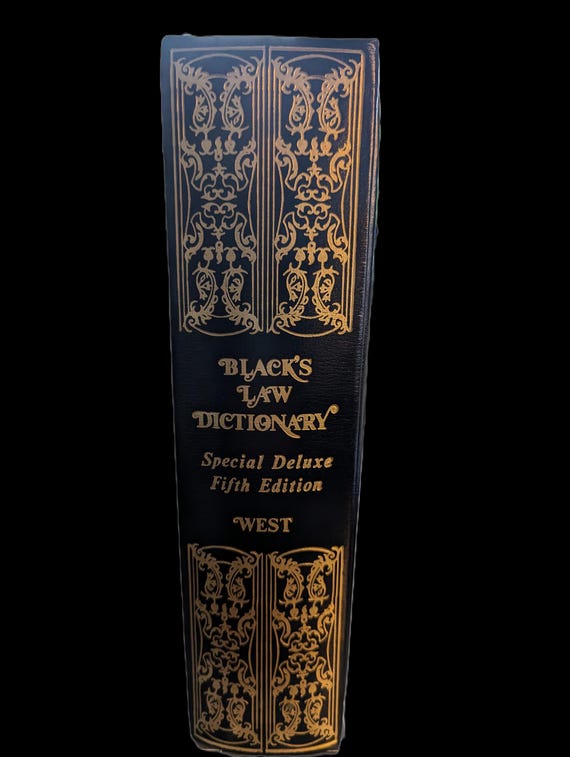 BLACK'S
LAW
DICTIONARY
Special Deluxe
Fifth Edition
WEST